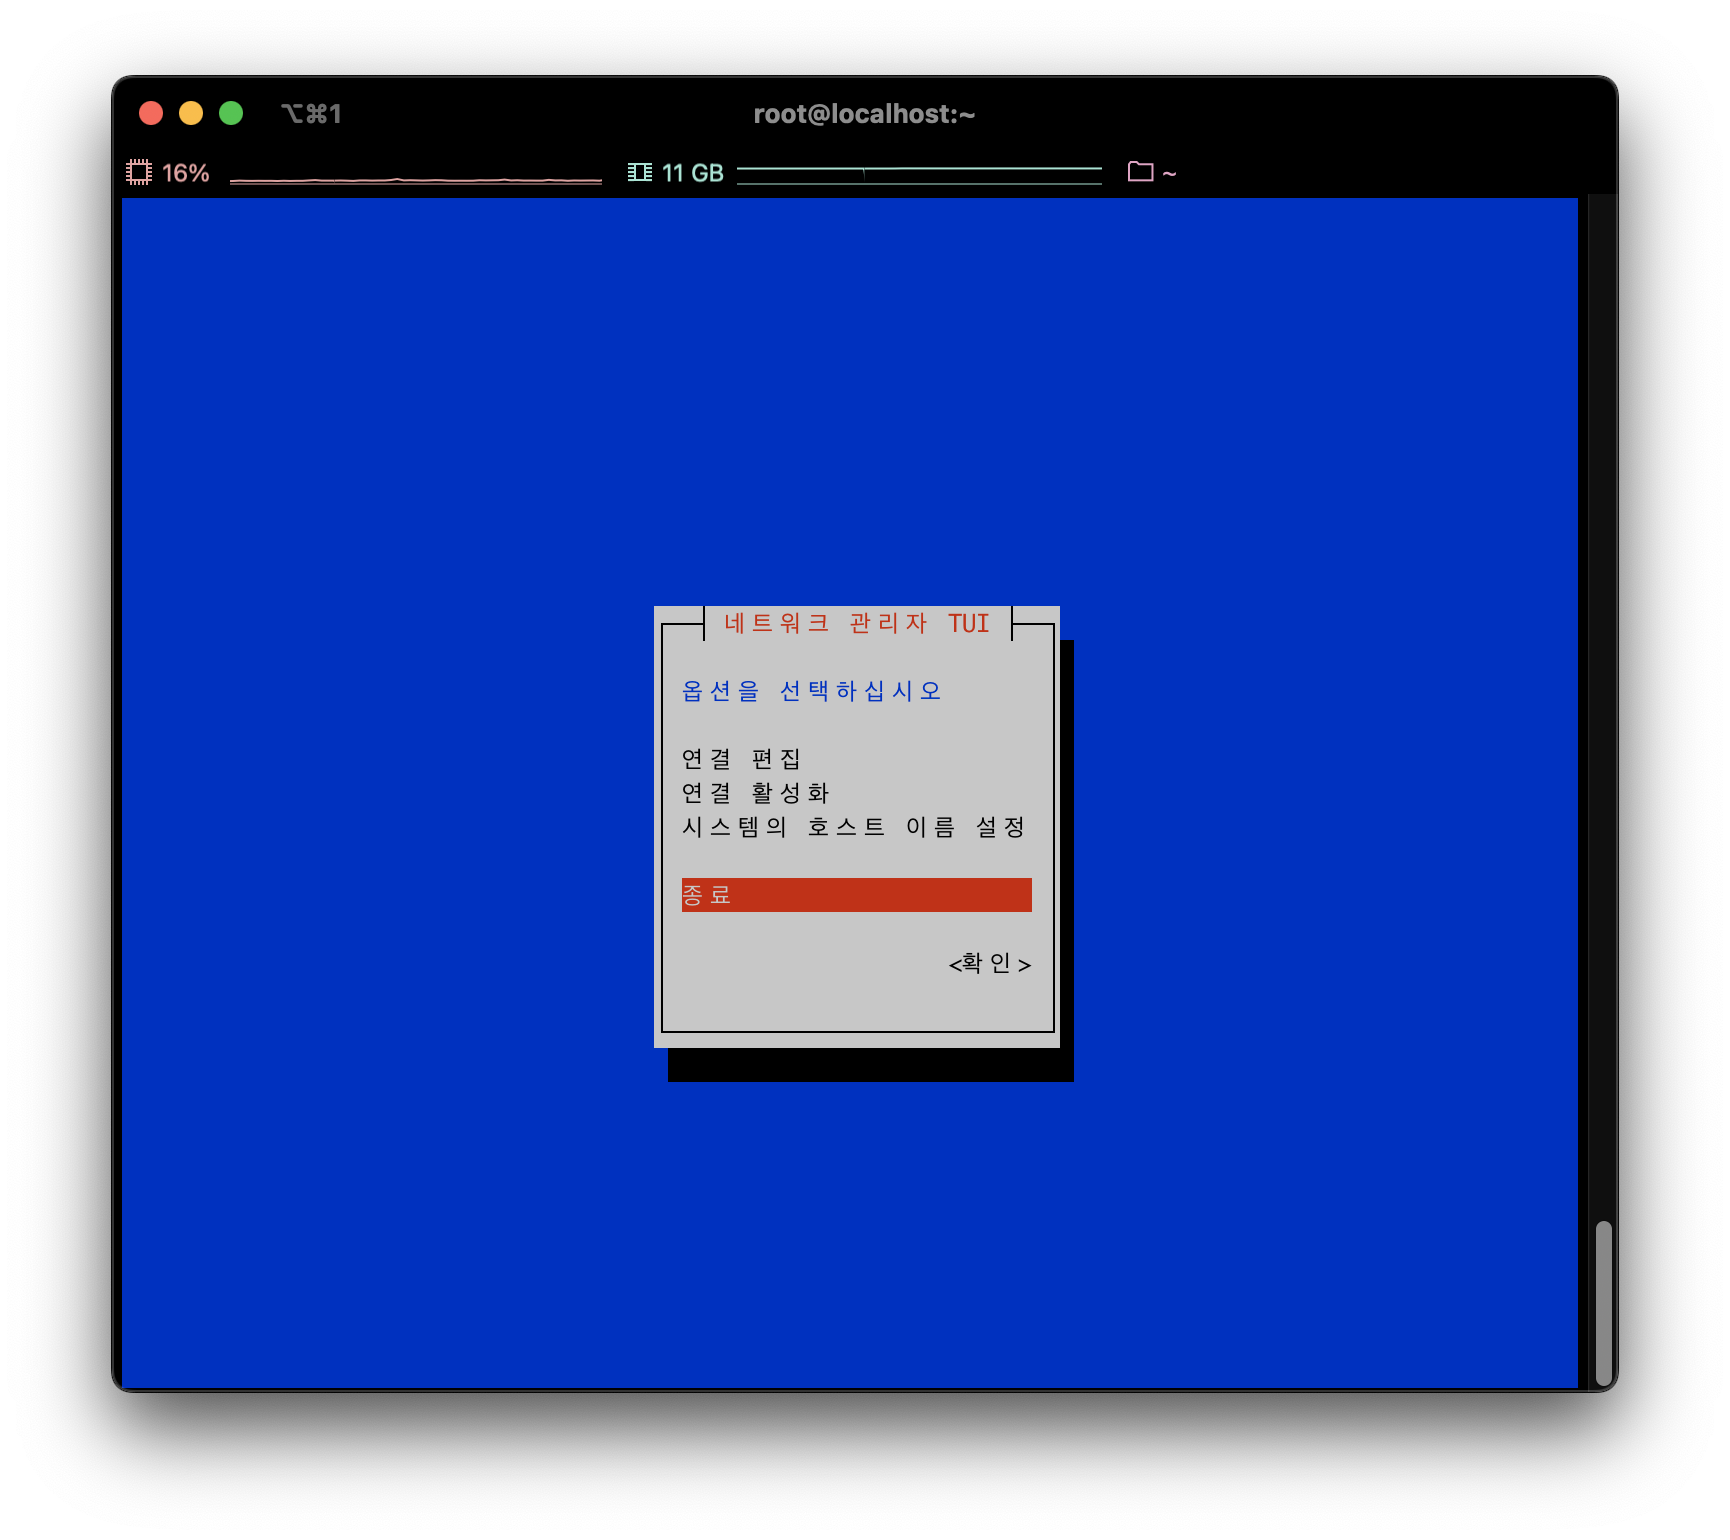 ⌥⌘1 root@localhost:~
16% 11 GB ~
네트워크 관리자 TUI
옵션을 선택하십시오
연결 편집
연결 활성화
시스템의 호스트 이름 설정
종료
<확인>